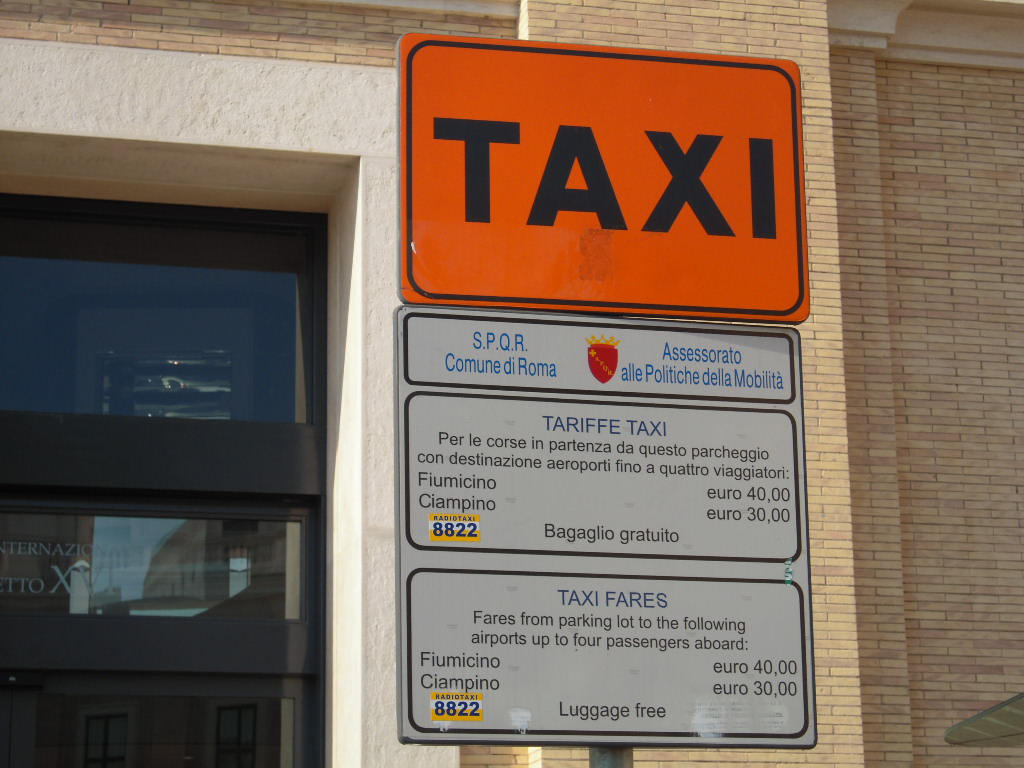 TAXI
S.P.Q.R.
Comune di Roma
Assessorato
alle Politiche della Mobilità
TARIFFE TAXI
Per le corse in partenza da questo parcheggio
con destinazione aeroporti fino a quattro viaggiatori:
Fiumicino euro 40,00
Ciampino euro 30,00
RADIOTAXI
8822
Bagaglio gratuito
TAXI FARES
Fares from parking lot to the following
airports up to four passengers aboard:
Fiumicino euro 40,00
Ciampino euro 30,00
RADIOTAXI
8822
Luggage free